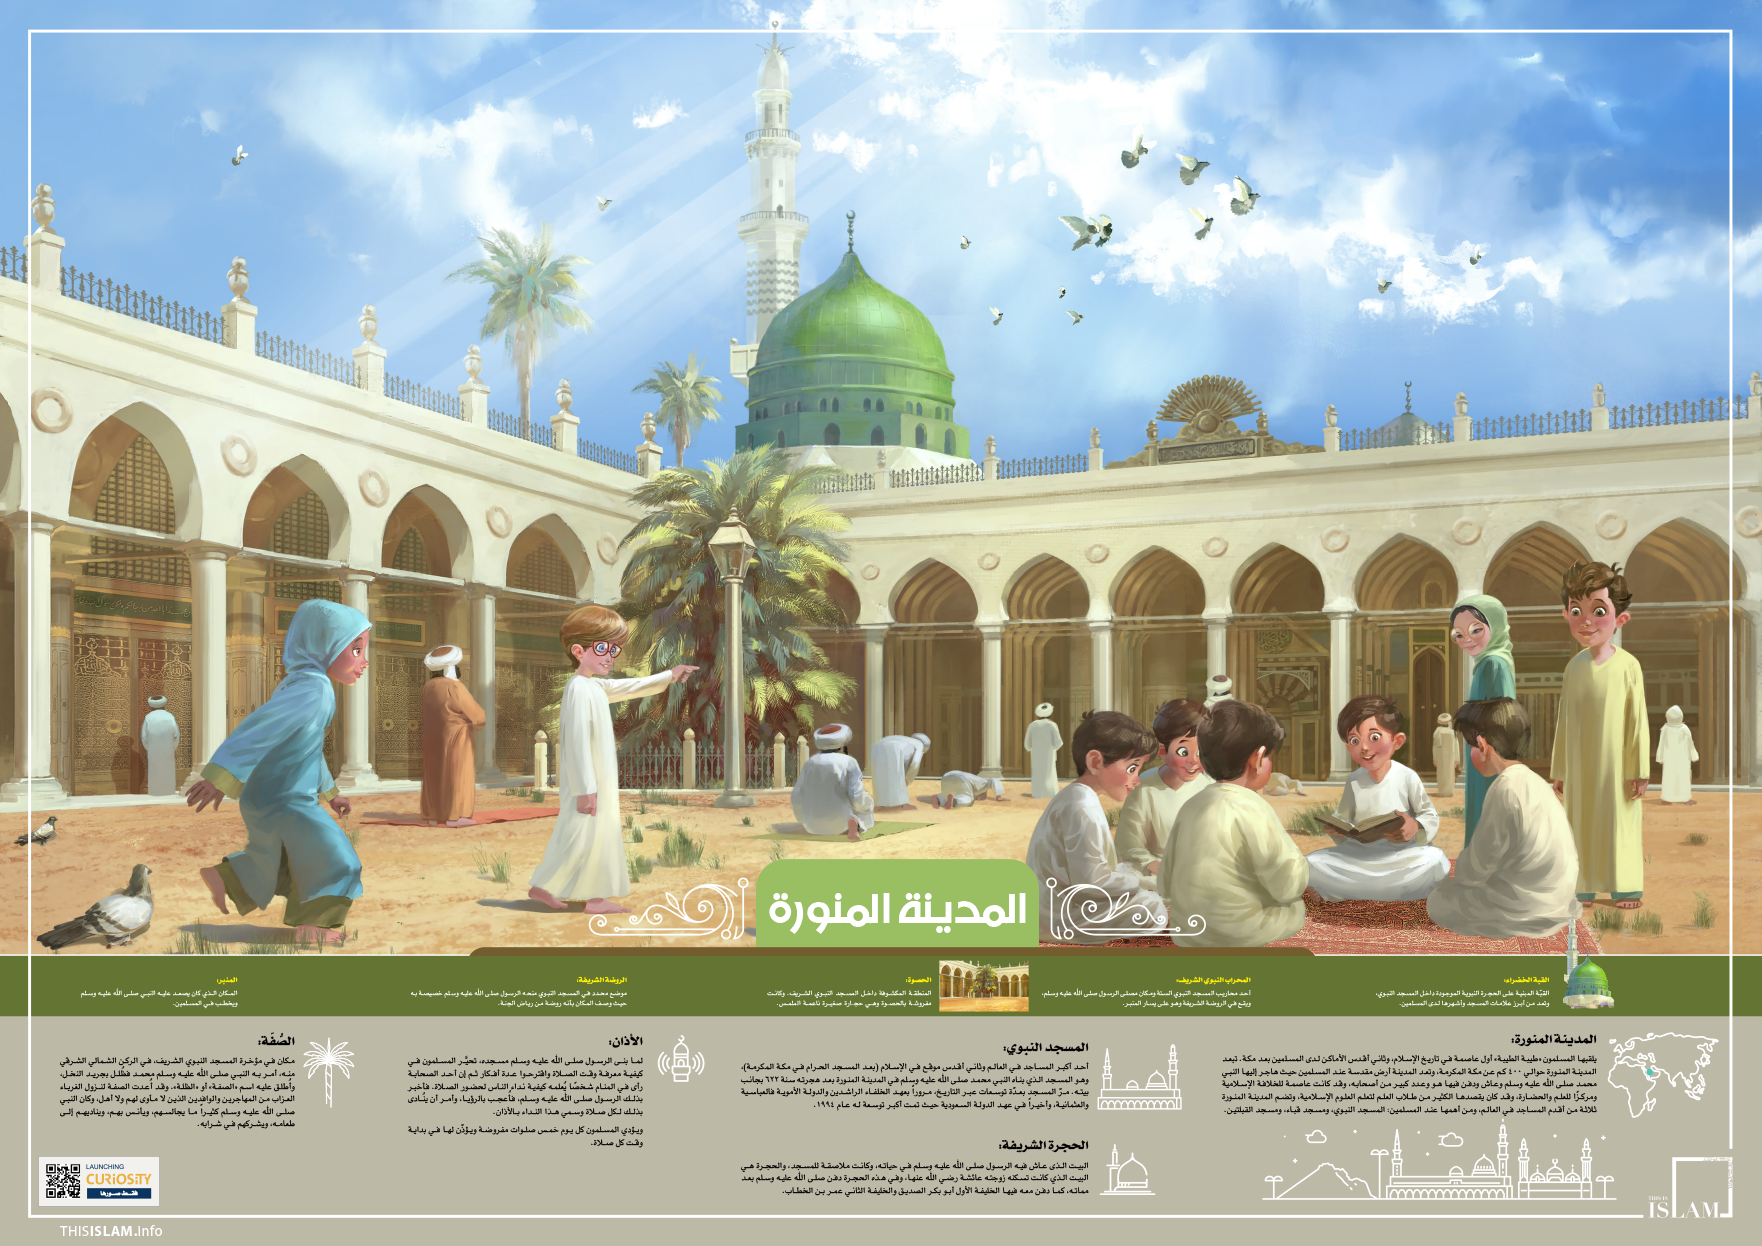 المدينة المنورة
القبة الخضراء:
القبّة المبنية على الحجرة النبوية الموجودة داخل المسجد النبوي،
وتعد من أبرز علامات المسجد وأشهرها لدى المسلمين.
المحراب النبوي الشريف:
أحد محاريب المسجد النبوي الستة ومكان مصلى الرسول صلى الله عليه وسلم،
ويقع في الروضة الشريفة وهو على يسار المنبر.
الحصوة:
المنطقة المكشوفة داخل المسجد النبوي الشريف. وكانت
مفروشة بالحصوة وهي حجارة صغيرة ناعمة الملمس.
الروضة الشريفة:
موضع محدد في المسجد النبوي منحه الرسول صلى الله عليه وسلم خصيصة به
حيث وصف المكان بأنه روضة من رياض الجنة.
المنبر:
المكان الذي كان يصعد عليه النبي صلى الله عليه وسلم
ويخطب في المسلمين.
المدينة المنورة:
يلقبها المسلمون «طيبة الطيبة» أول عاصمة في تاريخ الإسلام، وثاني أقدس الأماكن لدى المسلمين بعد مكة. تبعد
المدينة المنورة حوالي ٤٠٠ كم عن مكة المكرمة، وتعد المدينة أرض مقدسة عند المسلمين حيث هاجر إليها النبي
محمد صلى الله عليه وسلم وعاش ودفن فيها هو وعدد كبير من أصحابه، وقد كانت عاصمة للخلافة الإسلامية
ومركزًا للعلم والحضارة، وقد كان يقصدها الكثير من طلاب العلم لتعلم العلوم الإسلامية، وتضم المدينة المنورة
ثلاثة من أقدم المساجد في العالم، ومن أهمها عند المسلمين: المسجد النبوي، ومسجد قباء، ومسجد القبلتين.
المسجد النبوي:
أحد أكبر المساجد في العالم وثاني أقدس موقع في الإسلام (بعد المسجد الحرام في مكة المكرمة)،
وهو المسجد الذي بناه النبي محمد صلى الله عليه وسلم في المدينة المنورة بعد هجرته سنة ٦٢٢ بجانب
بيته. مرّ المسجد بعدّة توسعات عبر التاريخ، مروراً بعهد الخلفاء الراشدين والدولة الأموية فالعباسية
والعثمانية، وأخيراً في عهد الدولة السعودية حيث تمت أكبر توسعة له عام ١٩٩٤.
الحجرة الشريفة:
البيت الذي عاش فيه الرسول صلى الله عليه وسلم في حياته، وكانت ملاصقة للمسجد، والحجرة هي
البيت الذي كانت تسكنه زوجته عائشة رضي الله عنها، وفي هذه الحجرة دفن صلى الله عليه وسلم بعد
مماته، كما دفن معه فيها الخليفة الأول أبو بكر الصديق والخليفة الثاني عمر بن الخطاب.
الأذان:
لما بنى الرسول صلى الله عليه وسلم مسجده، تحيَّر المسلمون في
كيفية معرفة وقت الصلاة واقترحوا عدة أفكار ثم إن أحد الصحابة
رأى في المنام شخصًا يُعلمه كيفية نداء الناس لحضور الصلاة. فأخبر
بذلك الرسول صلى الله عليه وسلم، فأعجب بالرؤيا، وأمر أن يُنادى
بذلك لكل صلاة وسمي هذا النداء بالأذان.
ويؤدي المسلمون كل يوم خمس صلوات مفروضة ويؤذّن لها في بداية
وقت كل صلاة.
الصُفّة:
مكان في مؤخرة المسجد النبوي الشريف، في الركن الشمالي الشرقي
منه، أمر به النبي صلى الله عليه وسلم محمد فظلل بجريد النخل،
وأُطلق عليه اسم «الصفة» أو «الظلة». وقد أعدت الصفة لنزول الغرباء
العزاب من المهاجرين والوافدين الذين لا مأوى لهم ولا أهل، وكان النبي
صلى الله عليه وسلم كثيرًا ما يجالسهم، ويأنس بهم، ويناديهم إلى
طعامه، ويشركهم في شرابه.
LAUNCHING
CURiOSiTY
THISISLAM.Info
THIS IS
ISLAM